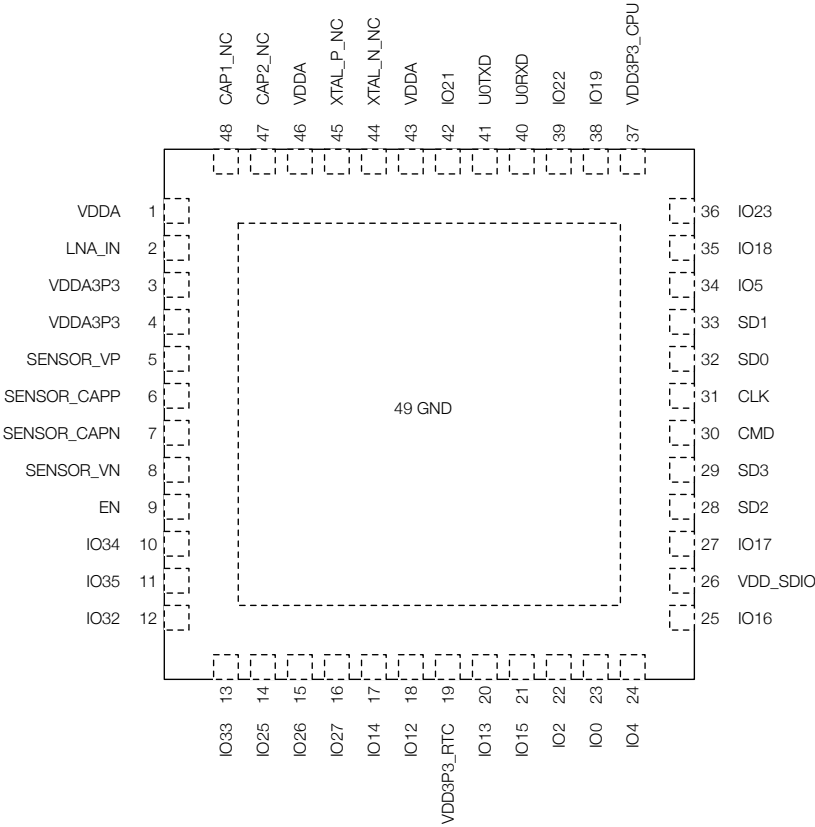 CAP1_NC
CAP2_NC
VDDA
XTAL_P_NC
XTAL_N_NC
VDDA
IO21
U0TXD
U0RXD
IO22
IO19
VDD3P3_CPU
48
47
46
45
44
43
42
41
40
39
38
37
VDDA 1
LNA_IN 2
VDDA3P3 3
VDDA3P3 4
SENSOR_VP 5
SENSOR_CAPP 6
SENSOR_CAPN 7
SENSOR_VN 8
EN 9
IO34 10
IO35 11
IO32 12
49 GND
36 IO23
35 IO18
34 IO5
33 SD1
32 SD0
31 CLK
30 CMD
29 SD3
28 SD2
27 IO17
26 VDD_SDIO
25 IO16
13
14
15
16
17
18
19
20
21
22
23
24
IO33
IO25
IO26
IO27
IO14
IO12
VDD3P3_RTC
IO13
IO15
IO2
IO0
IO4